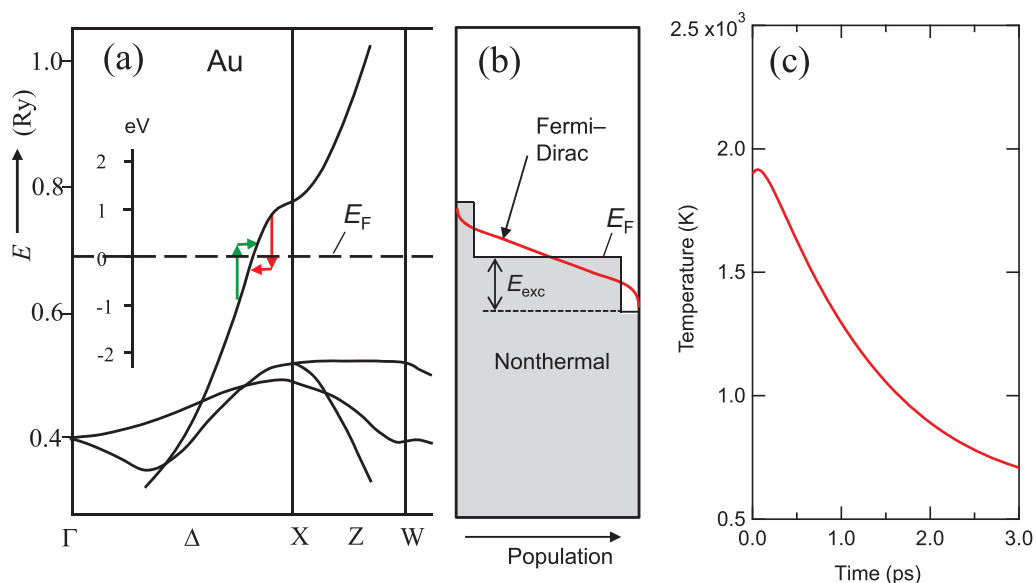 (a)
Au
E (Ry)
1.0
0.8
0.6
0.4
eV
2
1
0
-1
-2
E_F
Γ
Δ
X
Z
W
(b)
Fermi–
Dirac
E_F
E_exc
Nonthermal
Population
(c)
2.5 x10³
2.0
1.5
1.0
0.5
Temperature (K)
0.0
1.0
2.0
3.0
Time (ps)